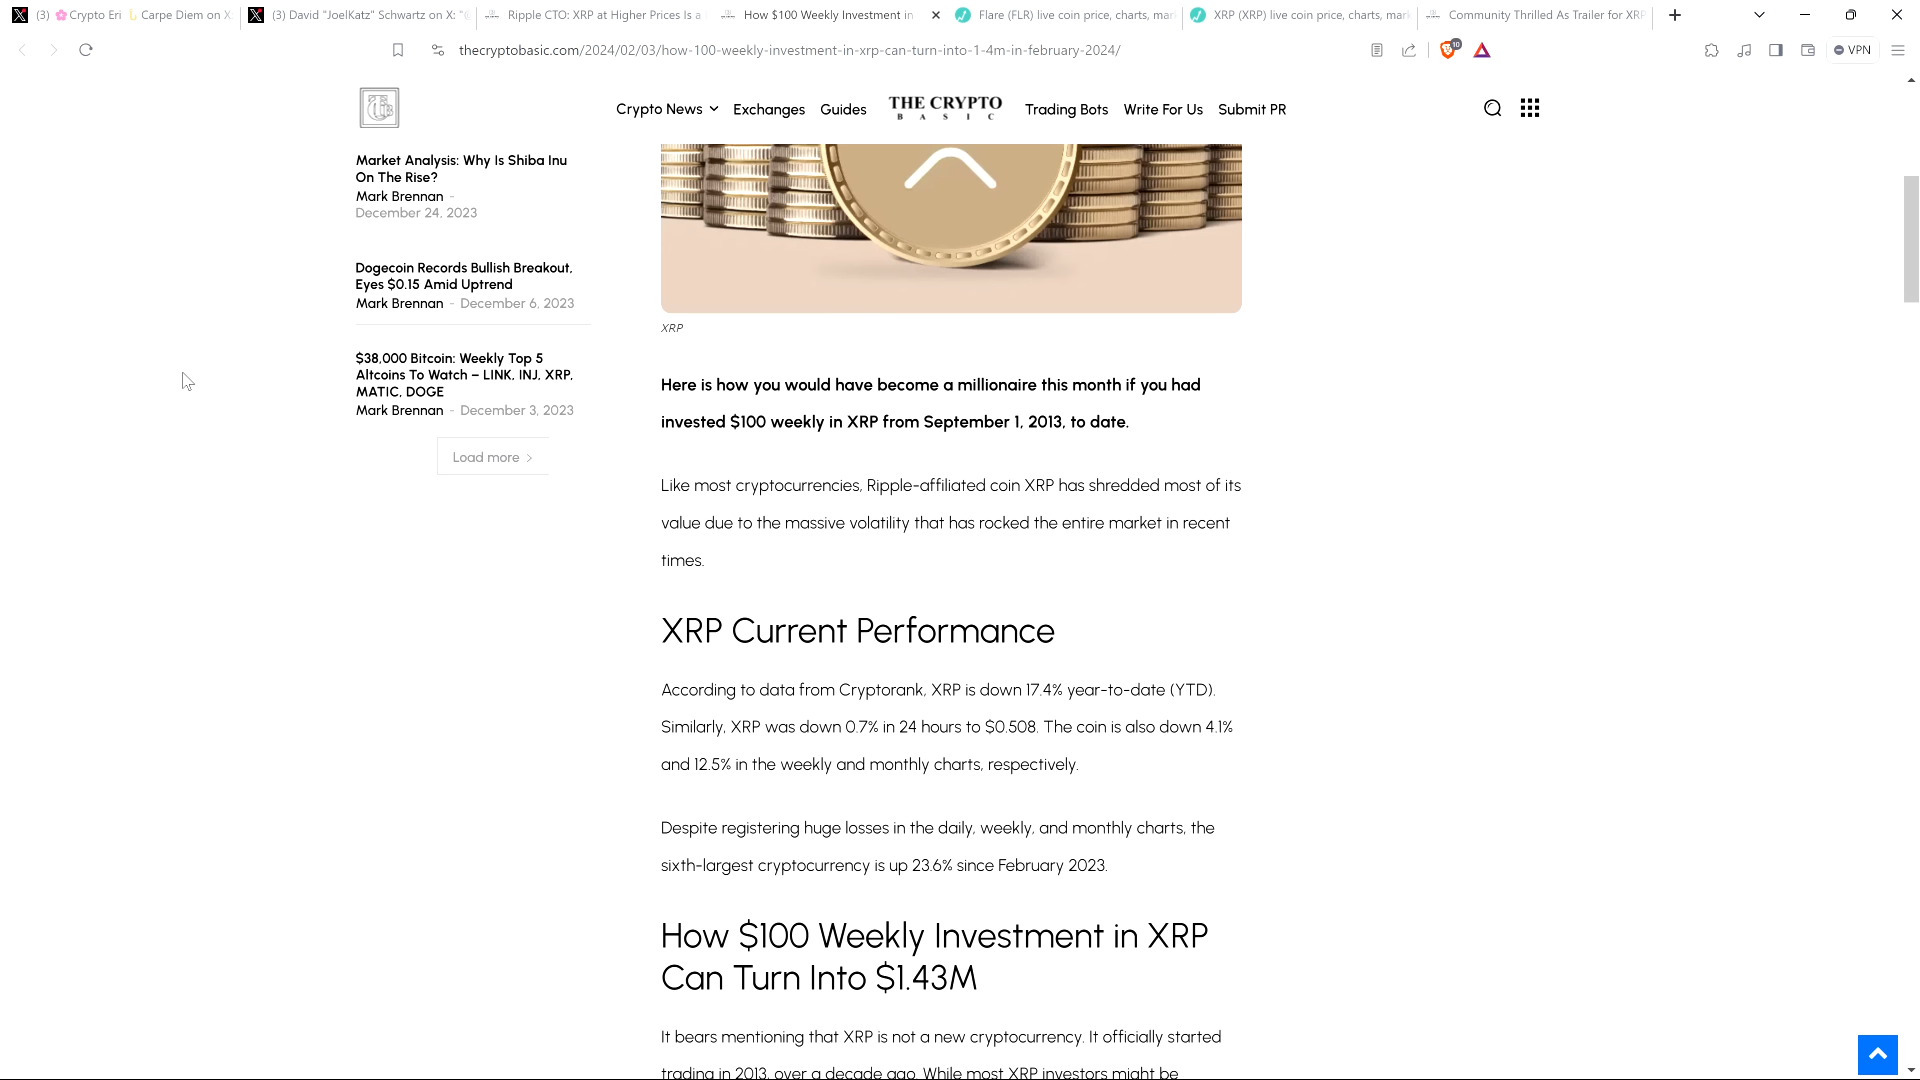 (3) 🌸Crypto Eri Carpe Diem on X
(3) David "JoelKatz" Schwartz on X: "@
Ripple CTO: XRP at Higher Prices Is a
How $100 Weekly Investment in
Flare (FLR) live coin price, charts, mar
XRP (XRP) live coin price, charts, mark
Community Thrilled As Trailer for XRP
thecryptobasic.com/2024/02/03/how-100-weekly-investment-in-xrp-can-turn-into-1-4m-in-february-2024/
10
VPN
Crypto News
Exchanges
Guides
THE CRYPTO
BASIC
Trading Bots
Write For Us
Submit PR
Market Analysis: Why Is Shiba Inu
On The Rise?
Mark Brennan -
December 24, 2023
Dogecoin Records Bullish Breakout,
Eyes $0.15 Amid Uptrend
Mark Brennan - December 6, 2023
$38,000 Bitcoin: Weekly Top 5
Altcoins To Watch – LINK, INJ, XRP,
MATIC, DOGE
Mark Brennan - December 3, 2023
Load more
XRP
Here is how you would have become a millionaire this month if you had
invested $100 weekly in XRP from September 1, 2013, to date.
Like most cryptocurrencies, Ripple-affiliated coin XRP has shredded most of its
value due to the massive volatility that has rocked the entire market in recent
times.
XRP Current Performance
According to data from Cryptorank, XRP is down 17.4% year-to-date (YTD).
Similarly, XRP was down 0.7% in 24 hours to $0.508. The coin is also down 4.1%
and 12.5% in the weekly and monthly charts, respectively.
Despite registering huge losses in the daily, weekly, and monthly charts, the
sixth-largest cryptocurrency is up 23.6% since February 2023.
How $100 Weekly Investment in XRP
Can Turn Into $1.43M
It bears mentioning that XRP is not a new cryptocurrency. It officially started
trading in 2013, over a decade ago. While most XRP investors might be